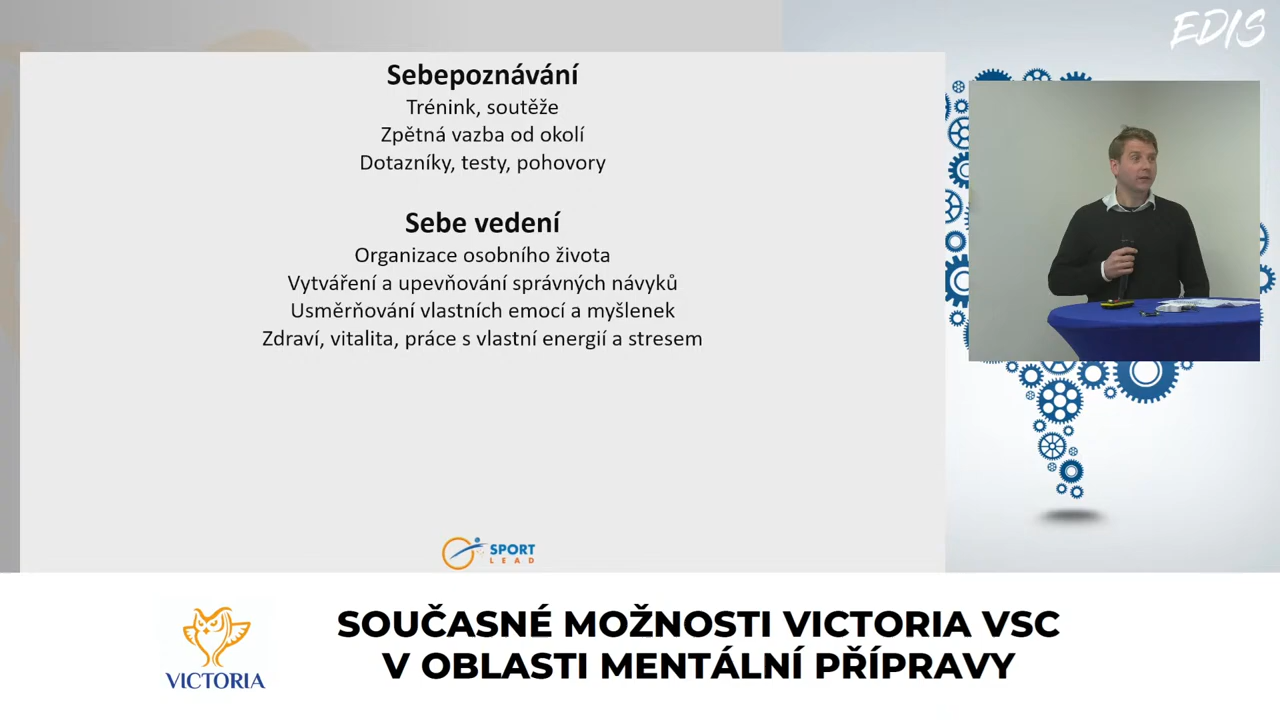 EDIS
Sebepoznávání
Trénink, soutěže
Zpětná vazba od okolí
Dotazníky, testy, pohovory
Sebe vedení
Organizace osobního života
Vytváření a upevňování správných návyků
Usměrňování vlastních emocí a myšlenek
Zdraví, vitalita, práce s vlastní energií a stresem
SPORT
LEAD
VICTORIA
SOUČASNÉ MOŽNOSTI VICTORIA VSC
V OBLASTI MENTÁLNÍ PŘÍPRAVY